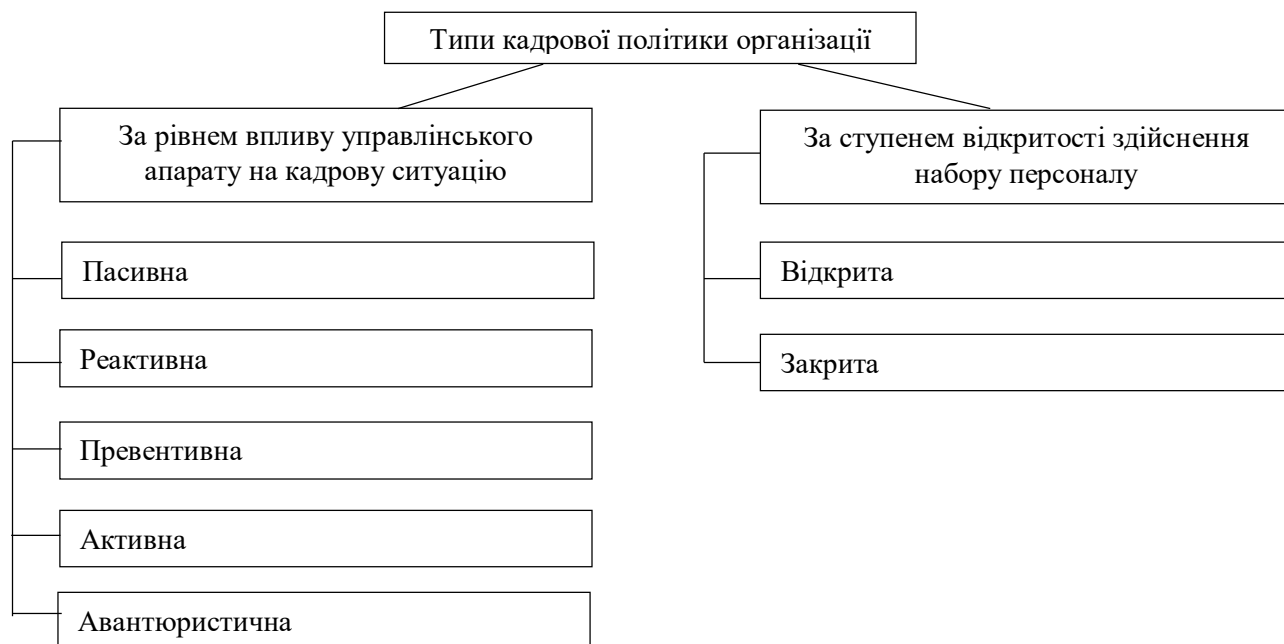 Типи кадрової політики організації
За рівнем впливу управлінського
апарату на кадрову ситуацію
Пасивна
Реактивна
Превентивна
Активна
Авантюристична
За ступенем відкритості здійснення
набору персоналу
Відкрита
Закрита